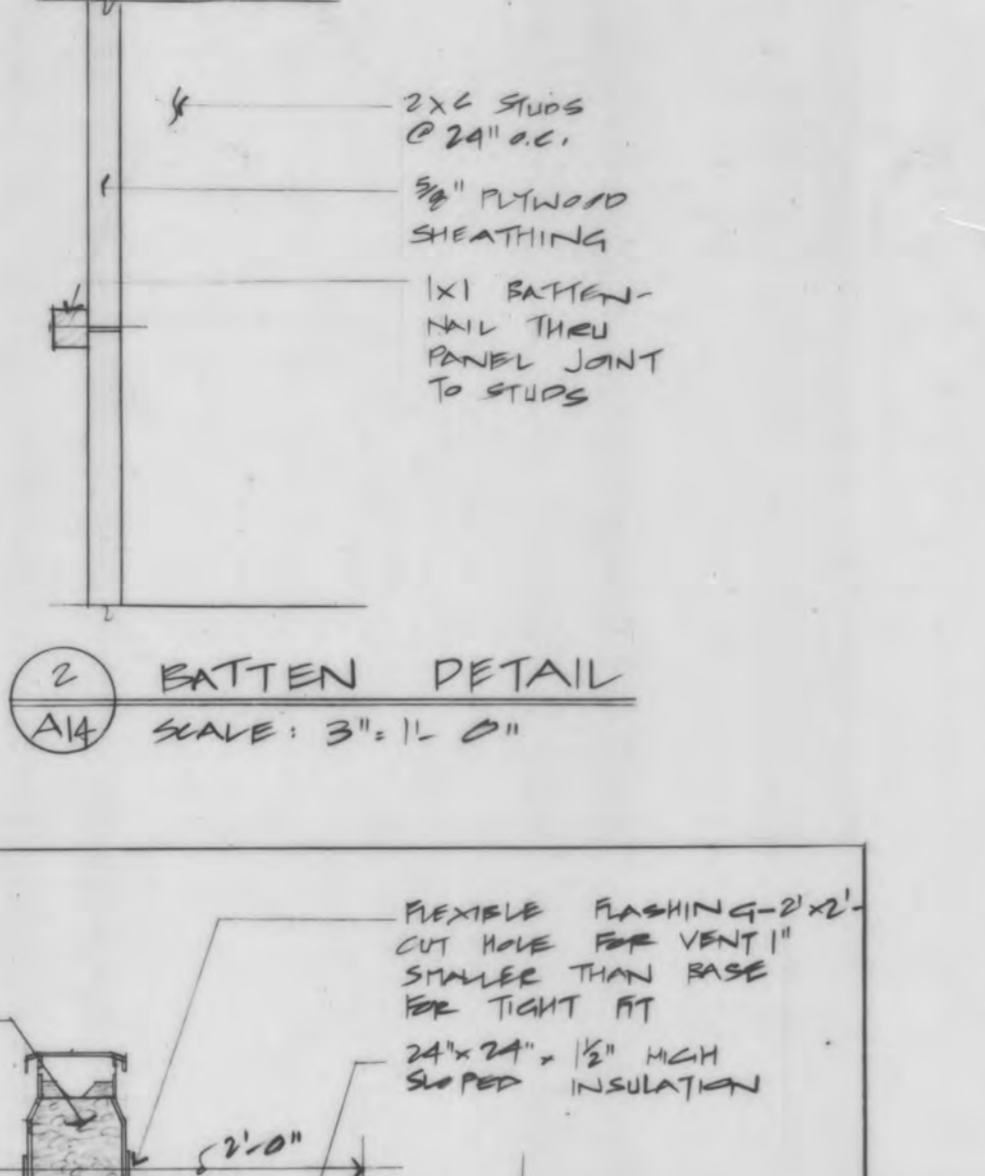 2X6 STUDS
@ 24" O.C.
5/8" PLYWOOD
SHEATHING
1X1 BATTEN-
NAIL THRU
PANEL JOINT
TO STUDS
2
A14
BATTEN DETAIL
SCALE: 3"= 1'- 0"
FLEXIBLE FLASHING-2'x2'-
CUT HOLE FOR VENT 1"
SMALLER THAN BASE
FOR TIGHT FIT
24"x 24" x 1½" HIGH
SLOPED INSULATION
2'-0"